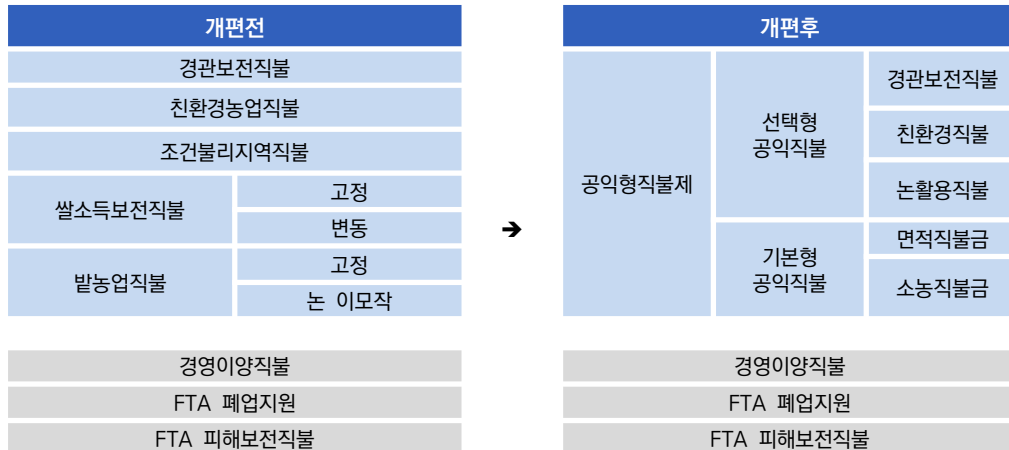 개편전
경관보전직불
친환경농업직불
조건불리지역직불
쌀소득보전직불
고정
변동
밭농업직불
고정
논 이모작
경영이양직불
FTA 폐업지원
FTA 피해보전직불
➔
개편후
공익형직불제
선택형
공익직불
경관보전직불
친환경직불
논활용직불
기본형
공익직불
면적직불금
소농직불금
경영이양직불
FTA 폐업지원
FTA 피해보전직불